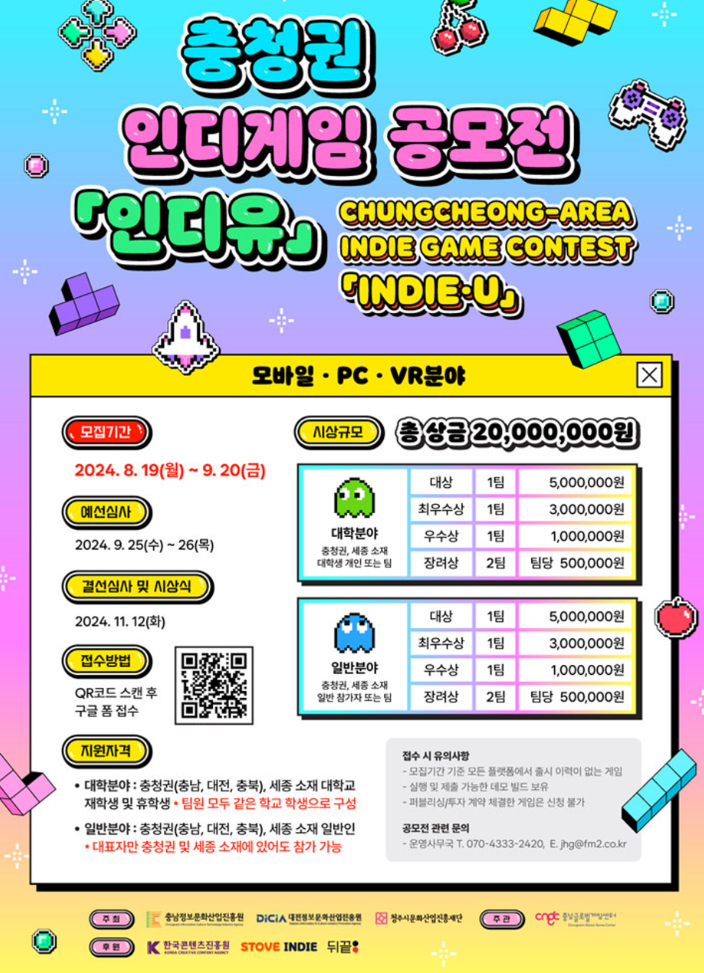 충청권
인디게임 공모전
「인디유」
CHUNGCHEONG-AREA
INDIE GAME CONTEST
「INDIE·U」
모바일 · PC · VR분야
모집기간
2024. 8. 19(월) ~ 9. 20(금)
예선심사
2024. 9. 25(수) ~ 26(목)
결선심사 및 시상식
2024. 11. 12(화)
접수방법
QR코드 스캔 후
구글 폼 접수
시상규모 총 상금 20,000,000원
대학분야
충청권, 세종 소재
대학생 개인 또는 팀
대상 1팀 5,000,000원
최우수상 1팀 3,000,000원
우수상 1팀 1,000,000원
장려상 2팀 팀당 500,000원
일반분야
충청권, 세종 소재
일반 참가자 또는 팀
대상 1팀 5,000,000원
최우수상 1팀 3,000,000원
우수상 1팀 1,000,000원
장려상 2팀 팀당 500,000원
지원자격
• 대학분야 : 충청권(충남, 대전, 충북), 세종 소재 대학교
재학생 및 휴학생 • 팀원 모두 같은 학교 학생으로 구성
• 일반분야 : 충청권(충남, 대전, 충북), 세종 소재 일반인
• 대표자만 충청권 및 세종 소재에 있어도 참가 가능
접수 시 유의사항
- 모집기간 기준 모든 플랫폼에서 출시 이력이 없는 게임
- 실행 및 제출 가능한 데모 빌드 보유
- 퍼블리싱/투자 계약 체결한 게임은 신청 불가
공모전 관련 문의
- 운영사무국 T. 070-4333-2420, E. jhg@fm2.co.kr
주최 충남정보문화산업진흥원 DiCiA 대전정보문화산업진흥원 청주시문화산업진흥재단 주관 충남글로벌게임센터
후원 한국콘텐츠진흥원 KOREA CREATIVE CONTENT AGENCY STOVE INDIE 뒤끝